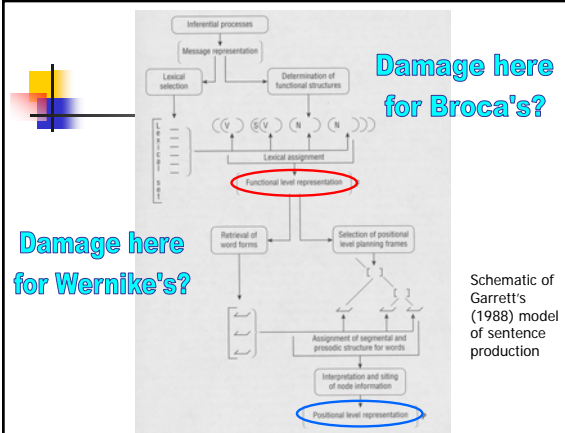 Inferential processes
Message representation
Lexical
selection
Determination of
functional structures
Damage here
for Broca's?
Lexical set
((V) S(V) (N) (N)))
Lexical assignment
Functional level representation
Retrieval of
word forms
Selection of positional
level planning frames
Damage here
for Wernike's?
[ ]
[ ]
Assignment of segmental and
prosodic structure for words
Interpretation and siting
of node information
Positional level representation
Schematic of
Garrett's
(1988) model
of sentence
production